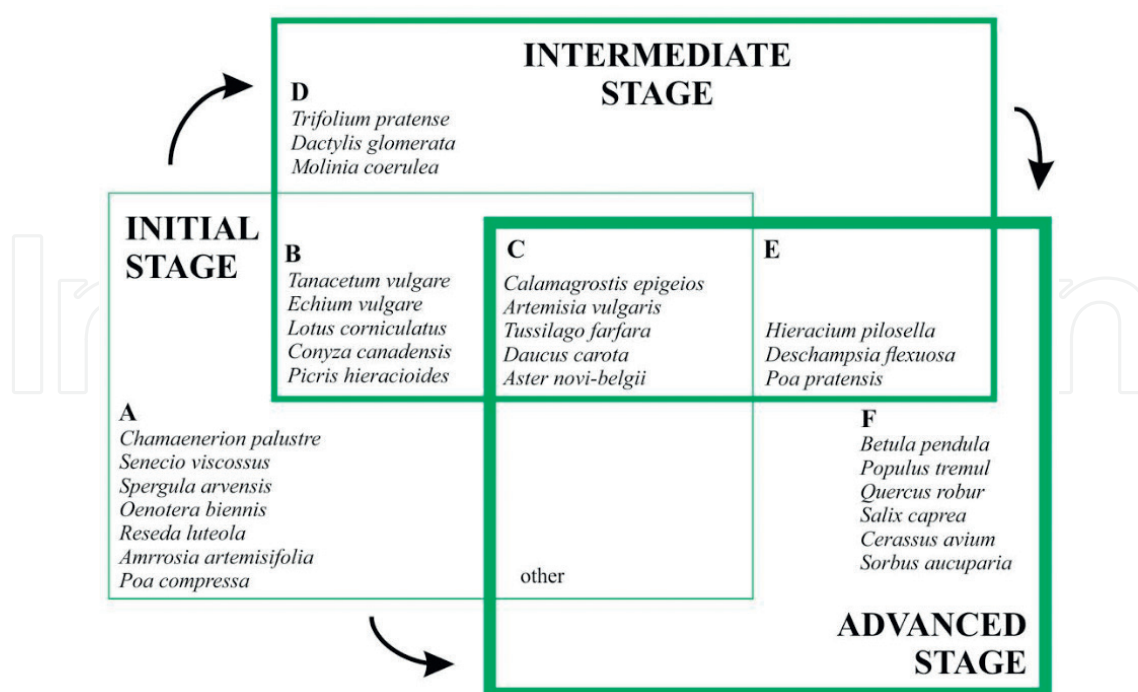 INTERMEDIATE
STAGE
D
Trifolium pratense
Dactylis glomerata
Molinia coerulea
INITIAL
STAGE
B
Tanacetum vulgare
Echium vulgare
Lotus corniculatus
Conyza canadensis
Picris hieracioides
C
Calamagrostis epigeios
Artemisia vulgaris
Tussilago farfara
Daucus carota
Aster novi-belgii
E
Hieracium pilosella
Deschampsia flexuosa
Poa pratensis
A
Chamaenerion palustre
Senecio viscossus
Spergula arvensis
Oenotera biennis
Reseda luteola
Amrrosia artemisifolia
Poa compressa
F
Betula pendula
Populus tremul
Quercus robur
Salix caprea
Cerassus avium
Sorbus aucuparia
other
ADVANCED
STAGE